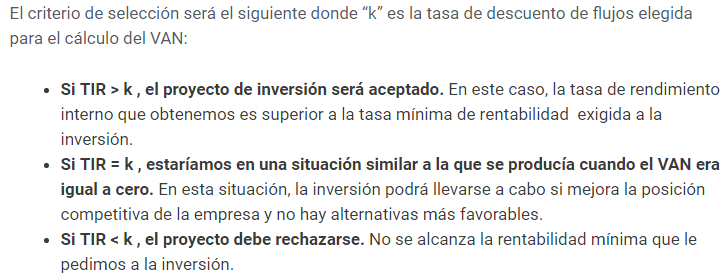 El criterio de selección será el siguiente donde “k” es la tasa de descuento de flujos elegida
para el cálculo del VAN:
• Si TIR > k , el proyecto de inversión será aceptado. En este caso, la tasa de rendimiento
interno que obtenemos es superior a la tasa mínima de rentabilidad exigida a la
inversión.
• Si TIR = k , estaríamos en una situación similar a la que se producía cuando el VAN era
igual a cero. En esta situación, la inversión podrá llevarse a cabo si mejora la posición
competitiva de la empresa y no hay alternativas más favorables.
• Si TIR < k , el proyecto debe rechazarse. No se alcanza la rentabilidad mínima que le
pedimos a la inversión.